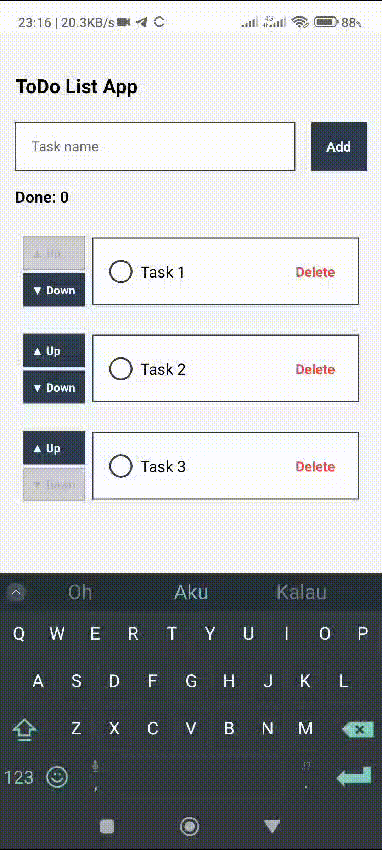 23:16 | 20.3KB/s 88%
ToDo List App
Task name
Add
Done: 0
▲ Up
▼ Down
Task 1
Delete
▲ Up
▼ Down
Task 2
Delete
▲ Up
▼ Down
Task 3
Delete
Oh Aku Kalau
Q W E R T Y U I O P
A S D F G H J K L
Z X C V B N M
123 , .